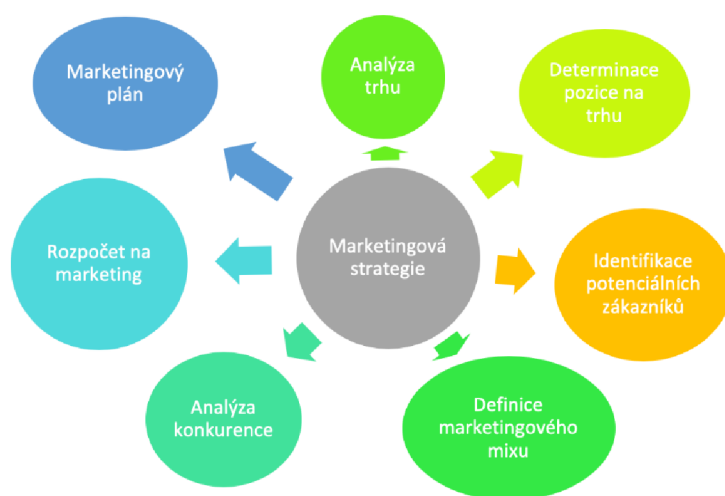 Marketingový
plán
Analýza
trhu
Determinace
pozice na
trhu
Rozpočet na
marketing
Marketingová
strategie
Identifikace
potenciálních
zákazníků
Analýza
konkurence
Definice
marketingového
mixu